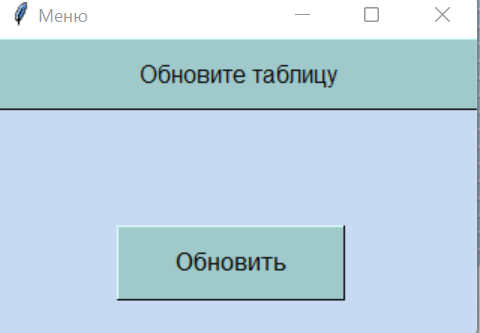 Меню
Обновите таблицу
Обновить